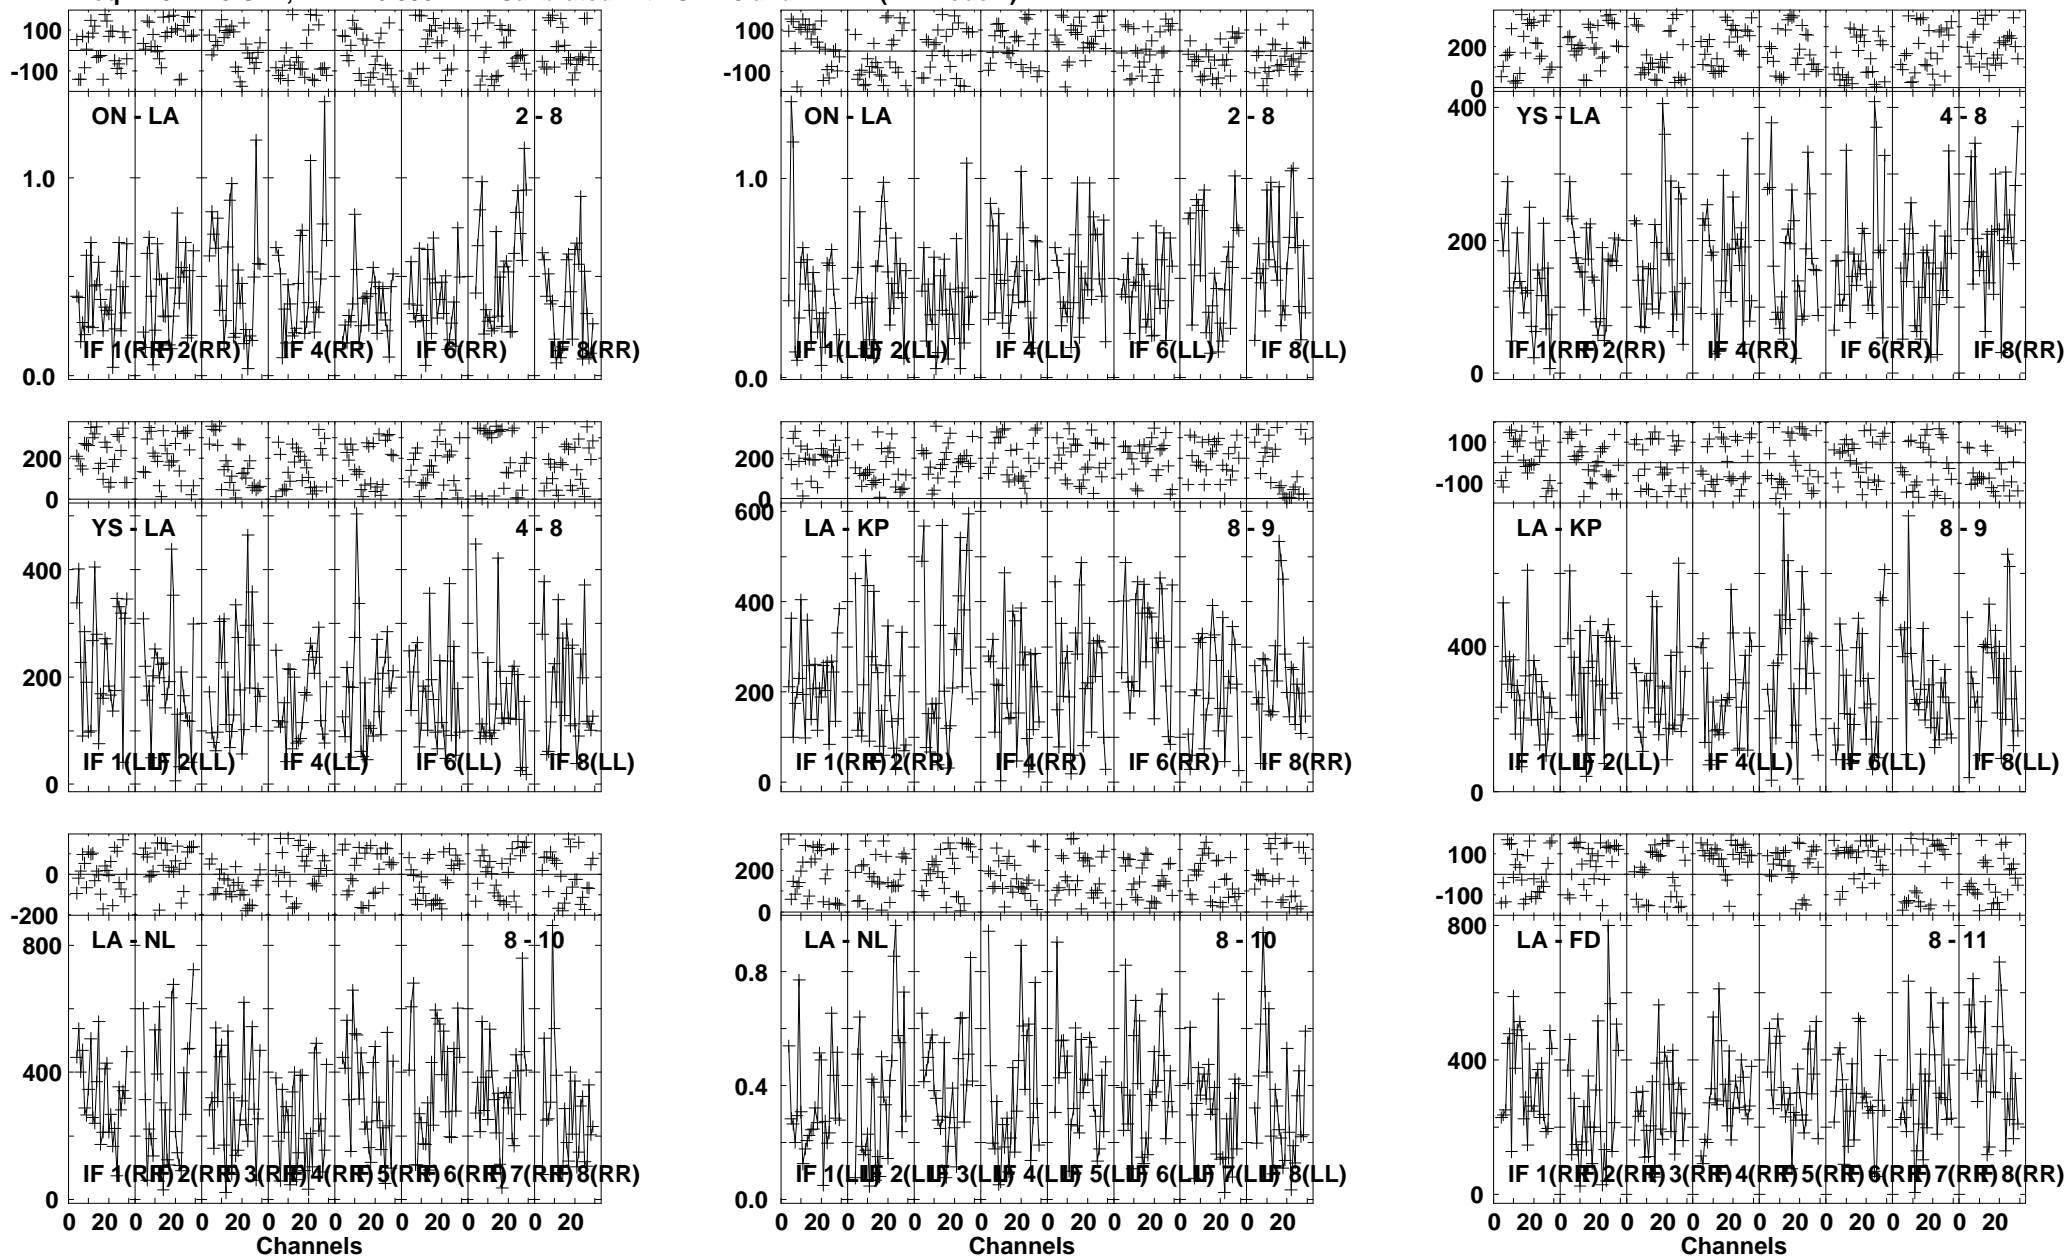 100
-100
ON - LA 2 - 8
1.0
0.0
IF 1(RR) IF 2(RR) IF 4(RR) IF 6(RR) IF 8(RR)
100
-100
ON - LA 2 - 8
1.0
0.0
IF 1(LL) IF 2(LL) IF 4(LL) IF 6(LL) IF 8(LL)
200
0
400
YS - LA 4 - 8
200
0
IF 1(RR) IF 2(RR) IF 4(RR) IF 6(RR) IF 8(RR)
200
0
YS - LA 4 - 8
400
200
0
IF 1(LL) IF 2(LL) IF 4(LL) IF 6(LL) IF 8(LL)
200
0
600
LA - KP 8 - 9
400
200
0
IF 1(RR) IF 2(RR) IF 4(RR) IF 6(RR) IF 8(RR)
100
-100
LA - KP 8 - 9
400
0
IF 1(LL) IF 2(LL) IF 4(LL) IF 6(LL) IF 8(LL)
0
-200
LA - NL 8 - 10
800
400
0
IF 1(RR) IF 2(RR) IF 3(RR) IF 4(RR) IF 5(RR) IF 6(RR) IF 7(RR) IF 8(RR)
0 20 0 20 0 20 0 20 0 20 0 20 0 20 0 20
Channels
200
0
LA - NL 8 - 10
0.8
0.4
0.0
IF 1(LL) IF 2(LL) IF 3(LL) IF 4(LL) IF 5(LL) IF 6(LL) IF 7(LL) IF 8(LL)
0 20 0 20 0 20 0 20 0 20 0 20 0 20 0 20
Channels
100
-100
800
LA - FD 8 - 11
400
0
IF 1(RR) IF 2(RR) IF 3(RR) IF 4(RR) IF 5(RR) IF 6(RR) IF 7(RR) IF 8(RR)
0 20 0 20 0 20 0 20 0 20 0 20 0 20 0 20
Channels